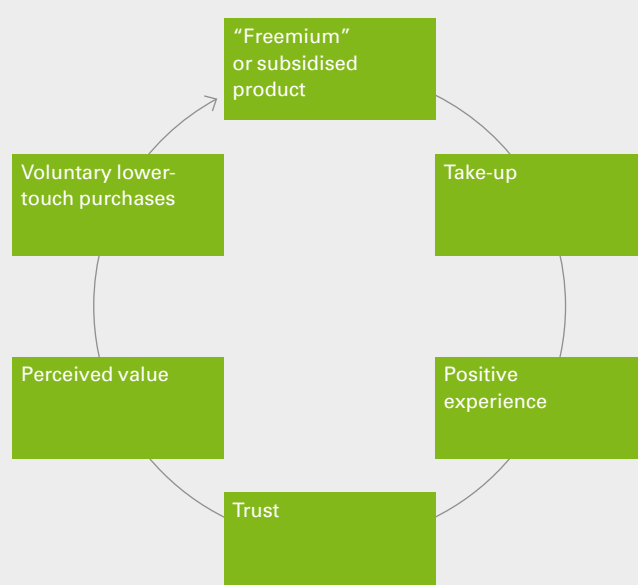 “Freemium”
or subsidised
product
Take-up
Positive
experience
Trust
Perceived value
Voluntary lower-
touch purchases